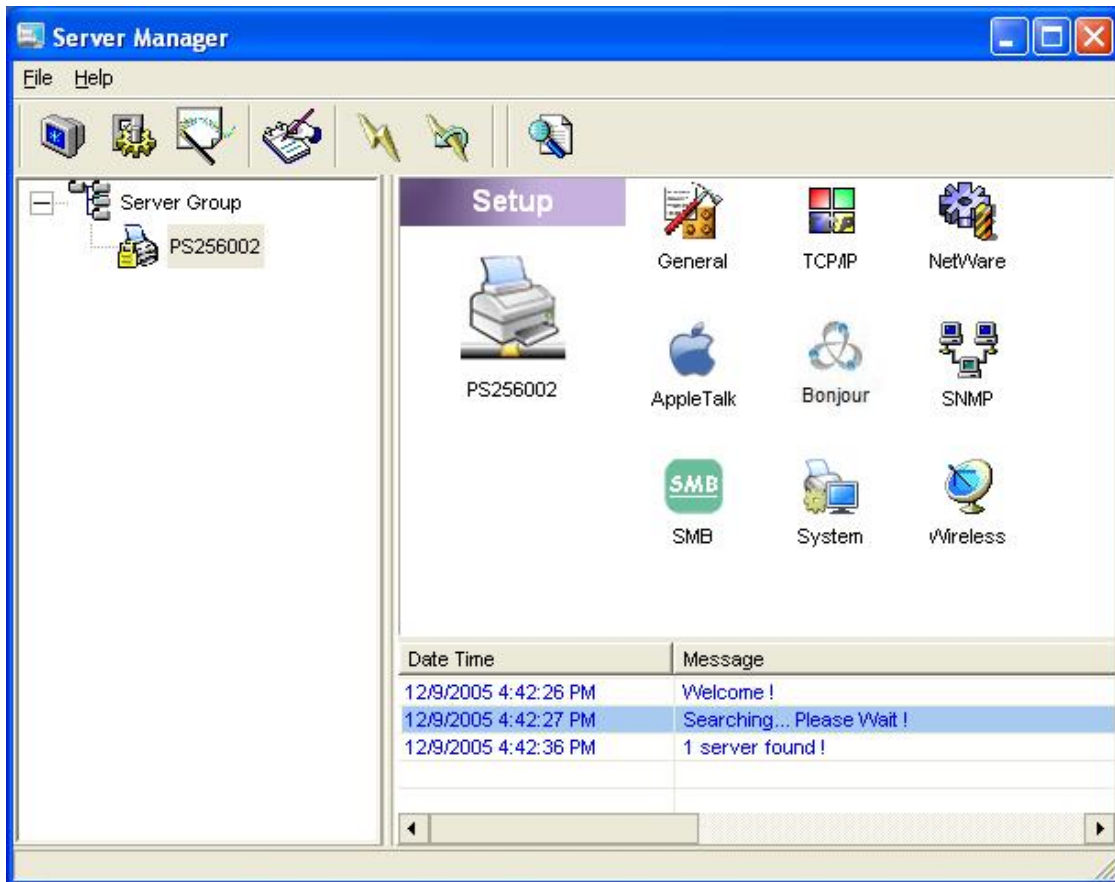 Server Manager
File Help
Server Group
PS256002
Setup
PS256002
General
TCP/IP
NetWare
AppleTalk
Bonjour
SNMP
SMB
SMB
System
Wireless
Date Time Message
12/9/2005 4:42:26 PM Welcome !
12/9/2005 4:42:27 PM Searching... Please Wait !
12/9/2005 4:42:36 PM 1 server found !